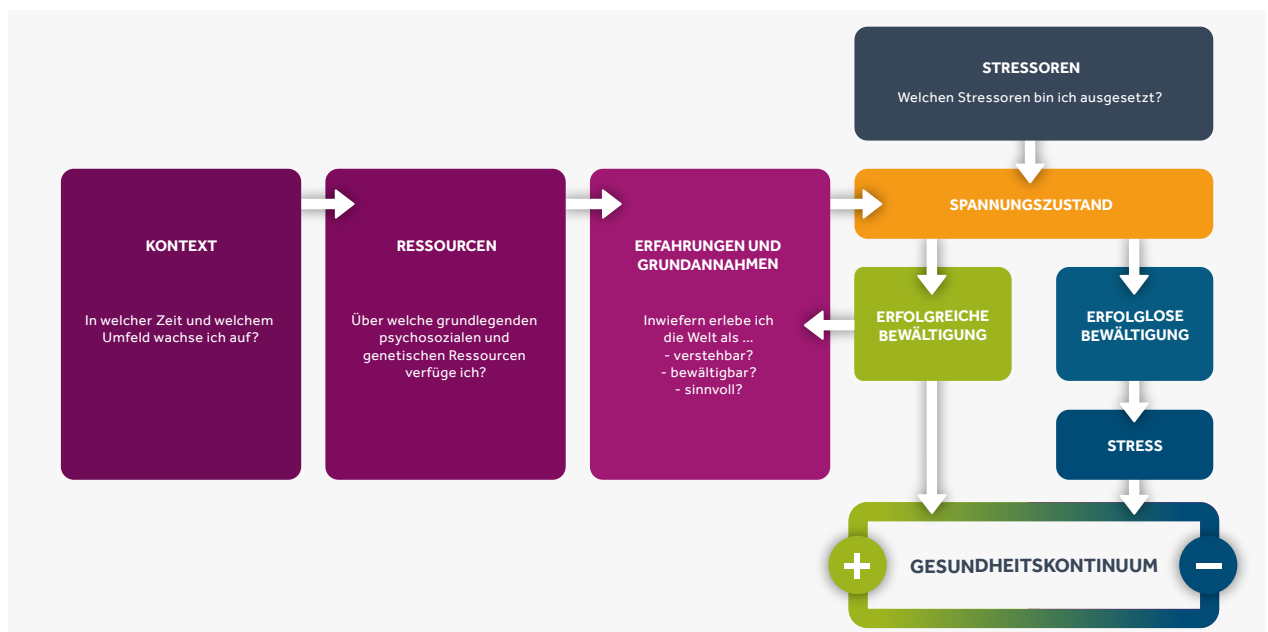 STRESSOREN
Welchen Stressoren bin ich ausgesetzt?
KONTEXT
In welcher Zeit und welchem
Umfeld wachse ich auf?
RESSOURCEN
Über welche grundlegenden
psychosozialen und
genetischen Ressourcen
verfüge ich?
ERFAHRUNGEN UND
GRUNDANNAHMEN
Inwiefern erlebe ich
die Welt als ...
- verstehbar?
- bewältigbar?
- sinnvoll?
SPANNUNGSZUSTAND
ERFOLGREICHE
BEWÄLTIGUNG
ERFOLGLOSE
BEWÄLTIGUNG
STRESS
+
GESUNDHEITSKONTINUUM
−